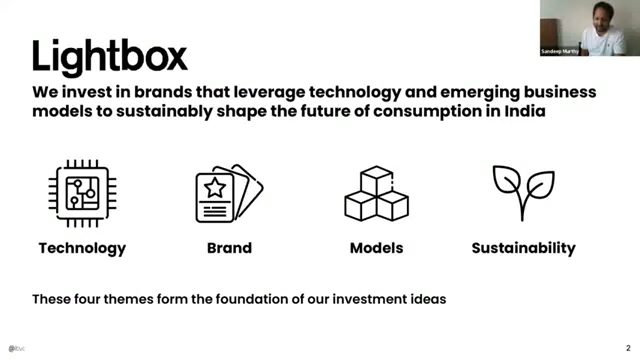 Sandeep Murthy
Lightbox
We invest in brands that leverage technology and emerging business
models to sustainably shape the future of consumption in India
Technology
Brand
Models
Sustainability
These four themes form the foundation of our investment ideas
2